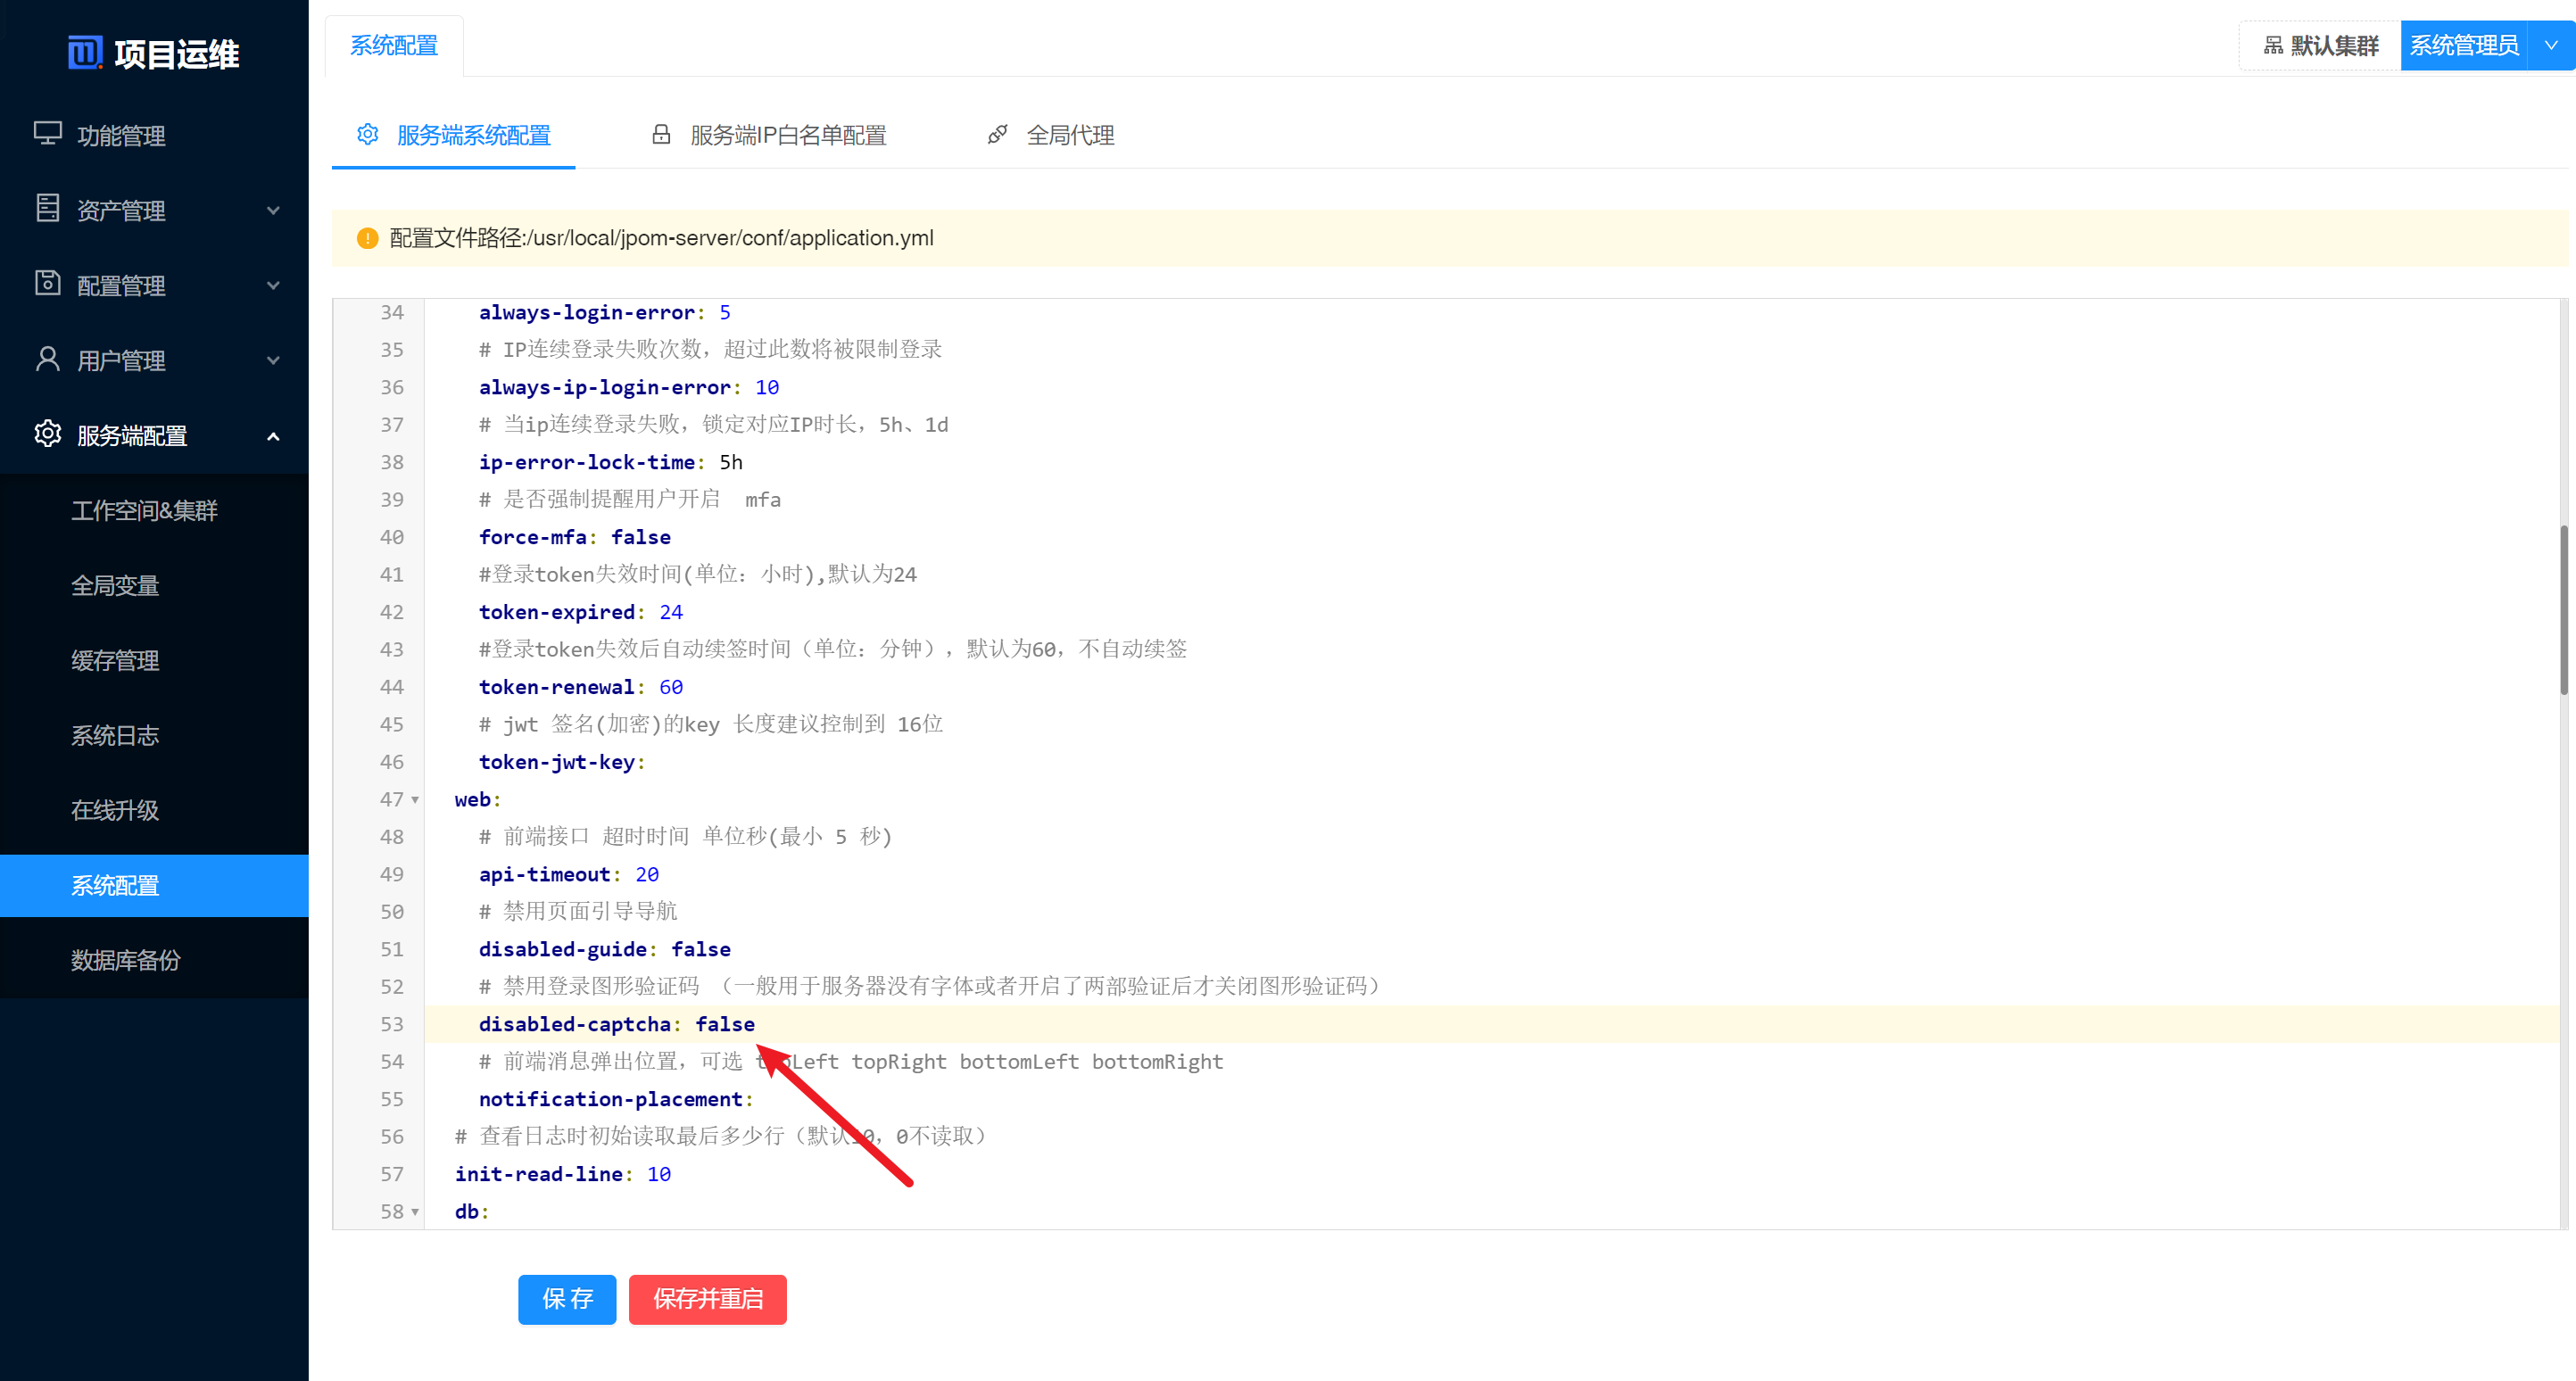 项目运维
功能管理
资产管理
配置管理
用户管理
服务端配置
工作空间&集群
全局变量
缓存管理
系统日志
在线升级
系统配置
数据库备份
系统配置
默认集群
系统管理员
服务端系统配置
服务端IP白名单配置
全局代理
配置文件路径:/usr/local/jpom-server/conf/application.yml
34 always-login-error: 5
35 # IP连续登录失败次数，超过此数将被限制登录
36 always-ip-login-error: 10
37 # 当ip连续登录失败，锁定对应IP时长，5h、1d
38 ip-error-lock-time: 5h
39 # 是否强制提醒用户开启  mfa
40 force-mfa: false
41 #登录token失效时间(单位：小时),默认为24
42 token-expired: 24
43 #登录token失效后自动续签时间（单位：分钟），默认为60，不自动续签
44 token-renewal: 60
45 # jwt 签名(加密)的key 长度建议控制到 16位
46 token-jwt-key:
47 web:
48 # 前端接口 超时时间 单位秒(最小 5 秒)
49 api-timeout: 20
50 # 禁用页面引导导航
51 disabled-guide: false
52 # 禁用登录图形验证码 （一般用于服务器没有字体或者开启了两部验证后才关闭图形验证码）
53 disabled-captcha: false
54 # 前端消息弹出位置，可选 topLeft topRight bottomLeft bottomRight
55 notification-placement:
56 # 查看日志时初始读取最后多少行（默认10，0不读取）
57 init-read-line: 10
58 db:
保 存
保存并重启